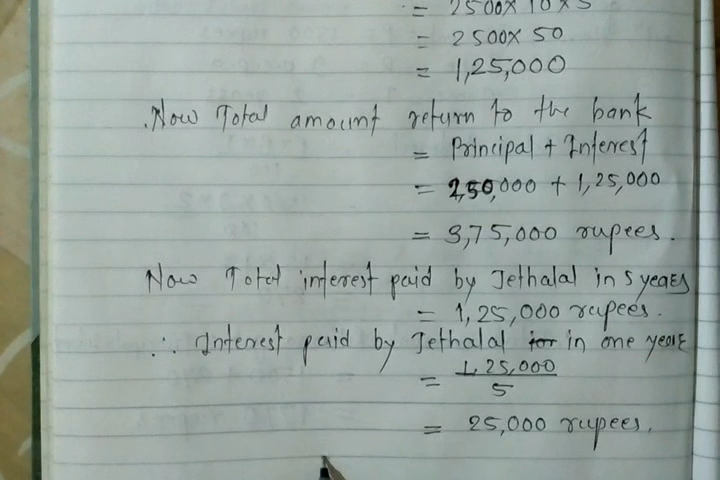 = 2500×10×5
= 2500×50
= 1,25,000
Now Total amount return to the bank
= Principal + Interest
= 2,50,000 + 1,25,000
= 3,75,000 rupees.
Now Total interest paid by Jethalal in 5 years
= 1,25,000 rupees.
∴ Interest paid by Jethalal for in one year
= 1,25,000
5
= 25,000 rupees.